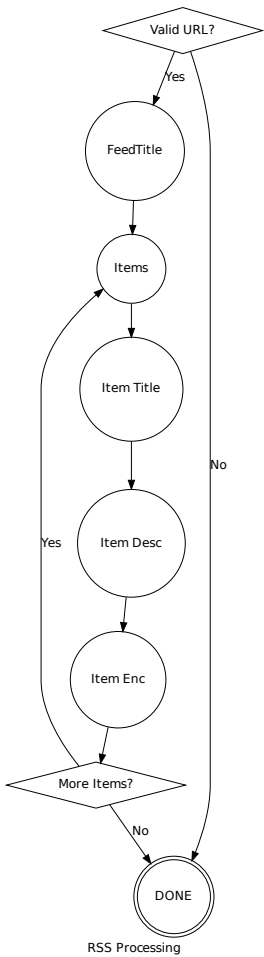 Valid URL?
Yes
FeedTitle
Items
Item Title
No
Item Desc
Yes
Item Enc
More Items?
No
DONE
RSS Processing